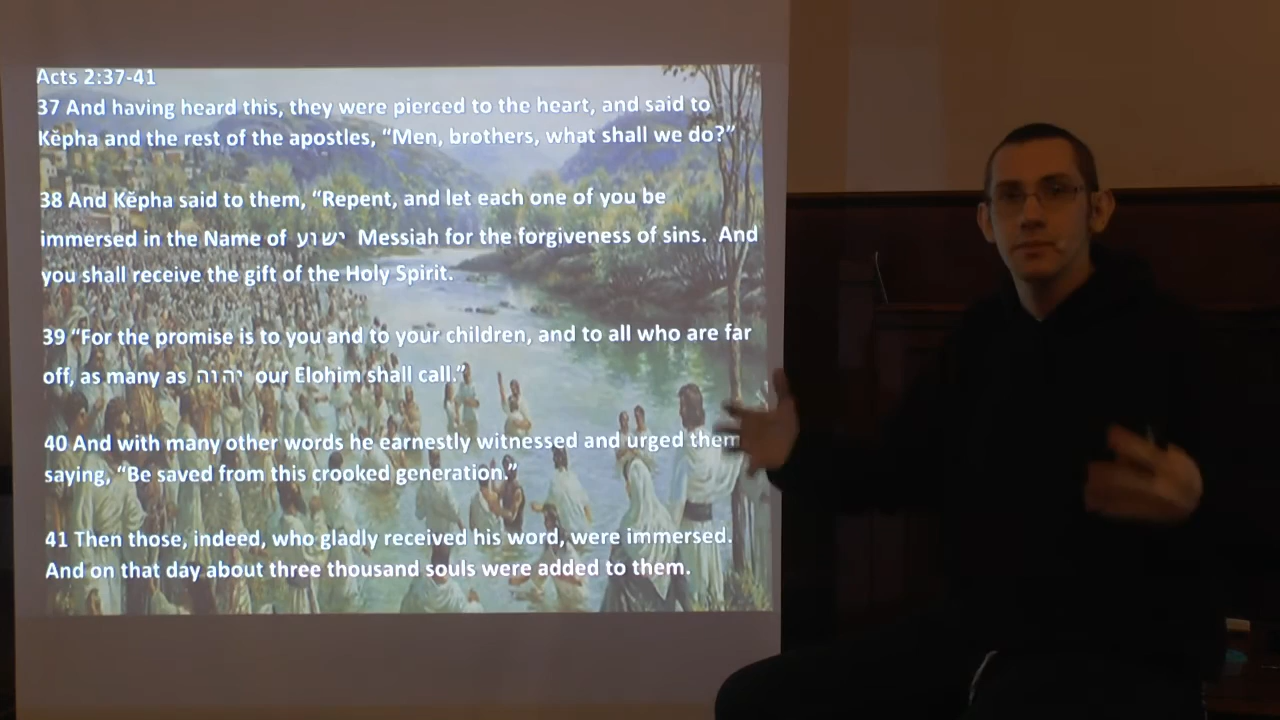 Acts 2:37-41
37 And having heard this, they were pierced to the heart, and said to
Kĕpha and the rest of the apostles, “Men, brothers, what shall we do?”
38 And Kĕpha said to them, “Repent, and let each one of you be
immersed in the Name of ישוע Messiah for the forgiveness of sins. And
you shall receive the gift of the Holy Spirit.
39 “For the promise is to you and to your children, and to all who are far
off, as many as יהוה our Elohim shall call.”
40 And with many other words he earnestly witnessed and urged them
saying, “Be saved from this crooked generation.”
41 Then those, indeed, who gladly received his word, were immersed.
And on that day about three thousand souls were added to them.